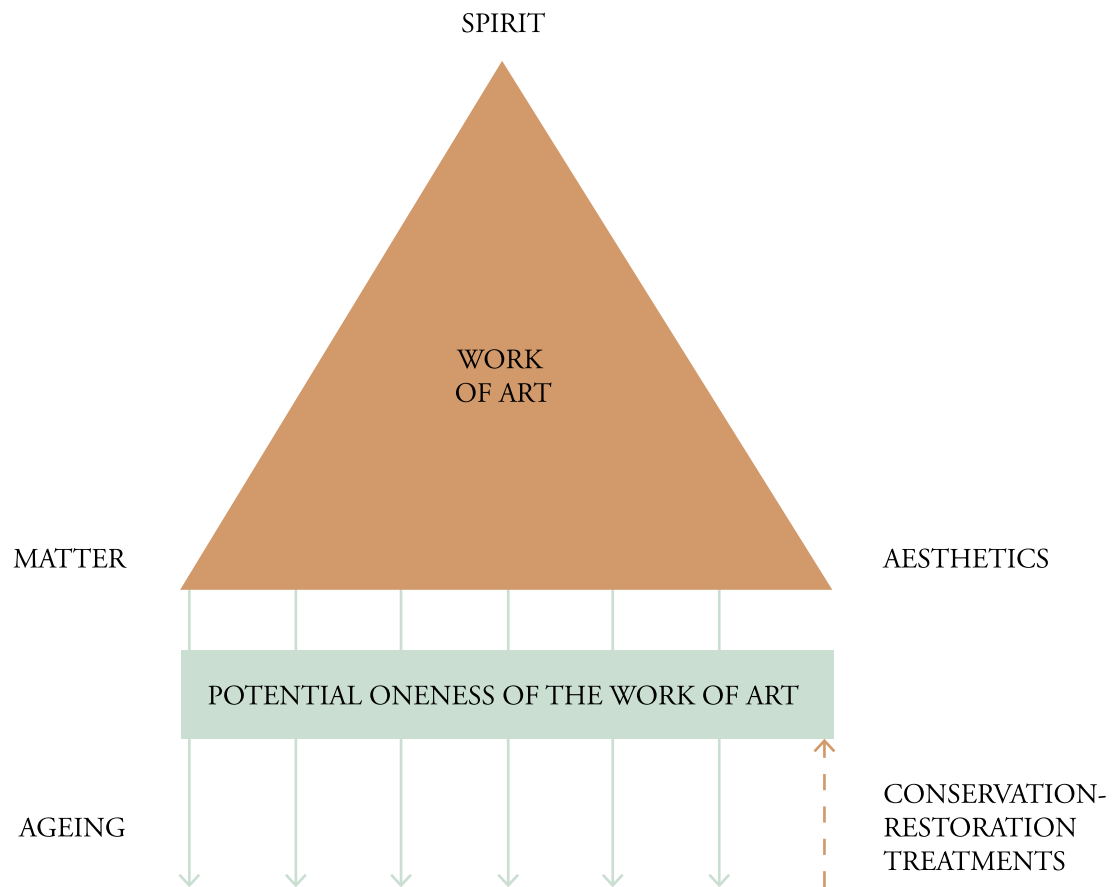 SPIRIT
WORK
OF ART
MATTER
AESTHETICS
POTENTIAL ONENESS OF THE WORK OF ART
AGEING
CONSERVATION-
RESTORATION
TREATMENTS